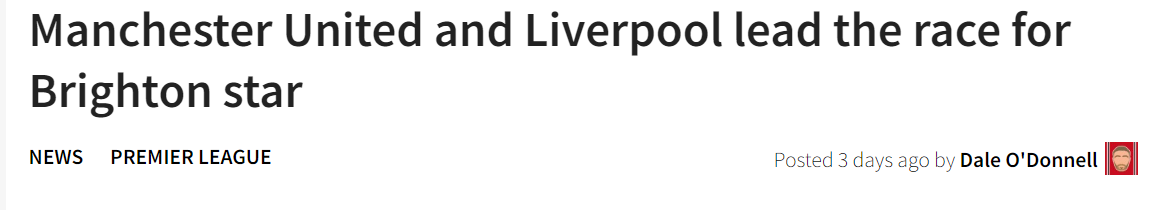 Manchester United and Liverpool lead the race for
Brighton star
NEWS PREMIER LEAGUE
Posted 3 days ago by Dale O'Donnell